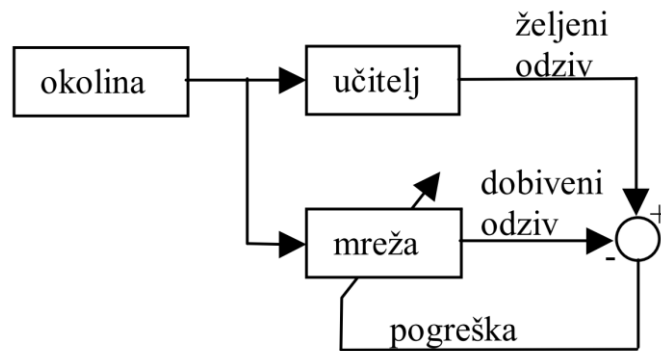 željeni
odziv
okolina
učitelj
dobiveni
odziv
+
mreža
-
pogreška